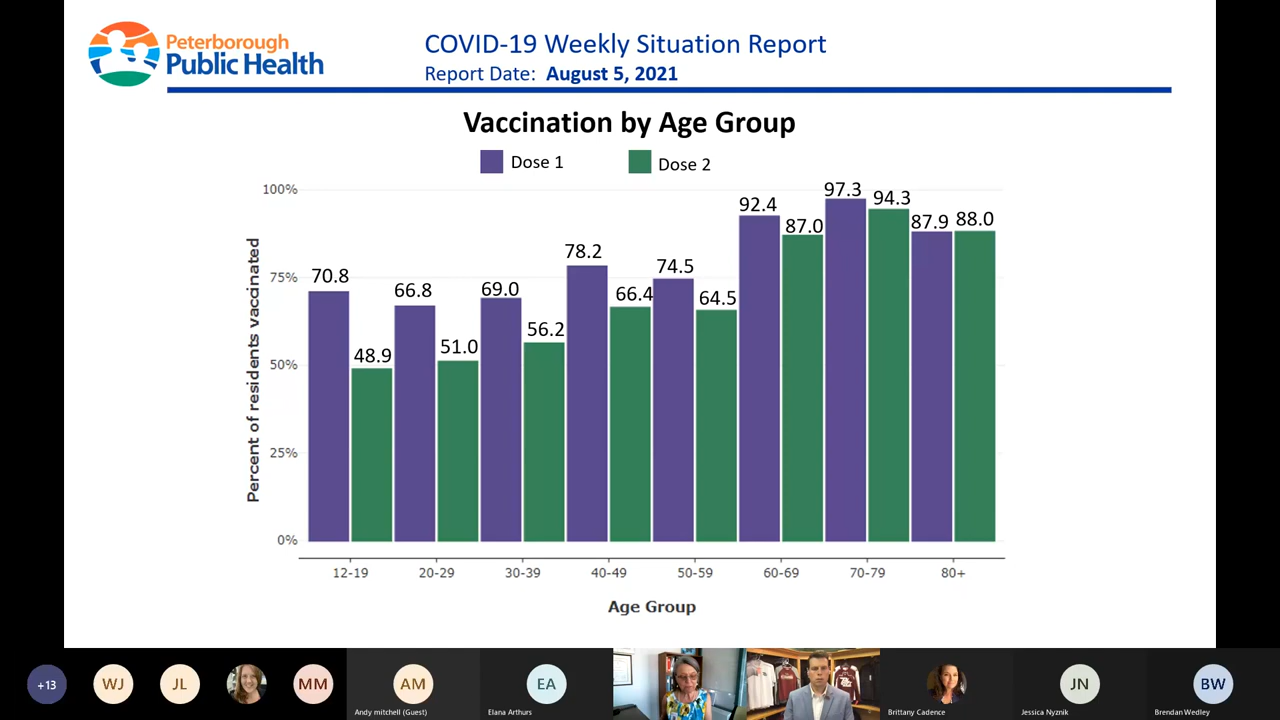 Peterborough
Public Health
COVID-19 Weekly Situation Report
Report Date: August 5, 2021
Vaccination by Age Group
Dose 1 Dose 2
Percent of residents vaccinated
100%
75%
50%
25%
0%
70.8 48.9 66.8 51.0 69.0 56.2 78.2 66.4 74.5 64.5 92.4 87.0 97.3 94.3 87.9 88.0
12-19 20-29 30-39 40-49 50-59 60-69 70-79 80+
Age Group
+13 WJ JL MM AM EA JN BW
Andy mitchell (Guest) Elana Arthurs Brittany Cadence Jessica Nyznik Brendan Wedley